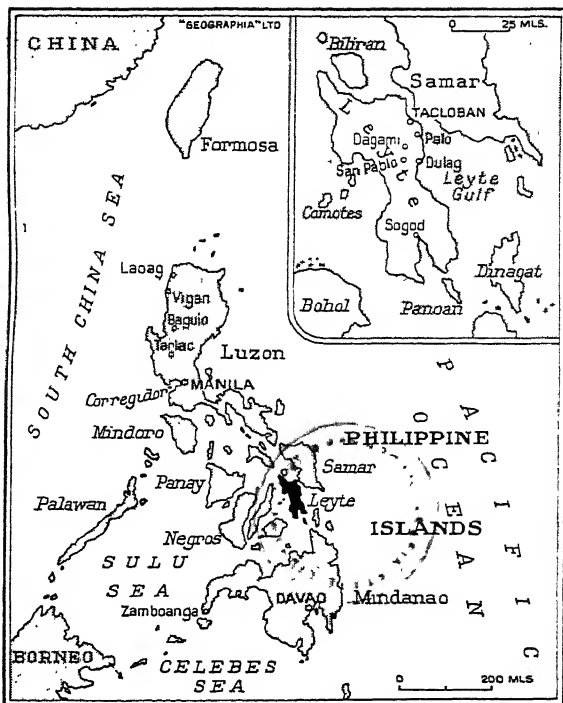 "GEOGRAPHIA" LTD
CHINA
Formosa
SOUTH CHINA SEA
Laoag
Vigan
Baguio
Tarlac
Luzon
MANILA
Corregidor
Mindoro
PHILIPPINE
ISLANDS
PACIFIC
OCEAN
Samar
Panay
Leyte
Palawan
Negros
SULU
SEA
DAVAO
Mindanao
Zamboanga
BORNEO
CELEBES
SEA
0 200 MLS.
0 25 MLS.
Biliran
Samar
Leyte
TACLOBAN
Palo
Dagami
San Pablo
Dulag
Leyte
Gulf
Camotes
Sogod
Dinagat
Bohol
Panoan